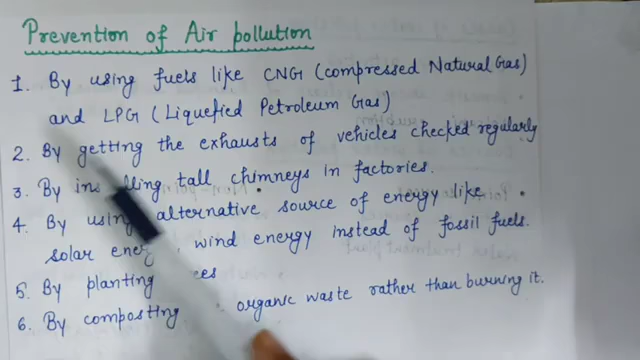 Prevention of Air pollution
1. By using fuels like CNG (compressed Natural Gas)
and LPG (Liquefied Petroleum Gas)
2. By getting the exhausts of vehicles checked regularly
3. By tall chimneys in factories.
4. By using alternative source of energy like
solar wind energy instead of fossil fuels.
5. By planting
6. By composting organic waste rather than burning it.